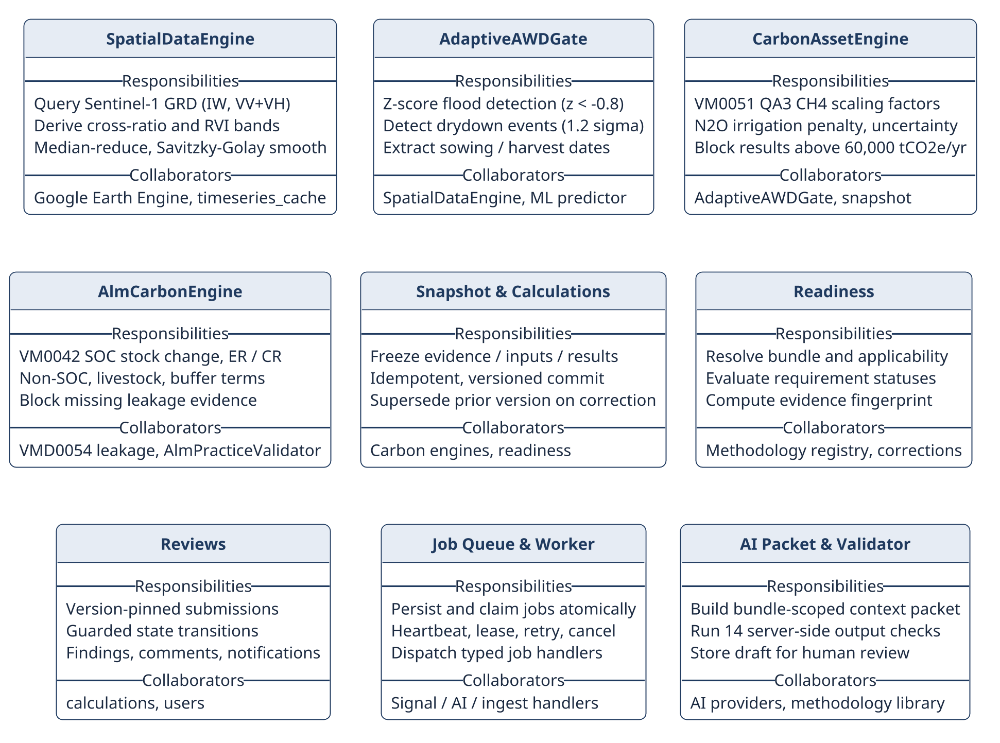 SpatialDataEngine
Responsibilities
Query Sentinel-1 GRD (IW, VV+VH)
Derive cross-ratio and RVI bands
Median-reduce, Savitzky-Golay smooth
Collaborators
Google Earth Engine, timeseries_cache
AdaptiveAWDGate
Responsibilities
Z-score flood detection (z < -0.8)
Detect drydown events (1.2 sigma)
Extract sowing / harvest dates
Collaborators
SpatialDataEngine, ML predictor
CarbonAssetEngine
Responsibilities
VM0051 QA3 CH4 scaling factors
N2O irrigation penalty, uncertainty
Block results above 60,000 tCO2e/yr
Collaborators
AdaptiveAWDGate, snapshot
AlmCarbonEngine
Responsibilities
VM0042 SOC stock change, ER / CR
Non-SOC, livestock, buffer terms
Block missing leakage evidence
Collaborators
VMD0054 leakage, AlmPracticeValidator
Snapshot & Calculations
Responsibilities
Freeze evidence / inputs / results
Idempotent, versioned commit
Supersede prior version on correction
Collaborators
Carbon engines, readiness
Readiness
Responsibilities
Resolve bundle and applicability
Evaluate requirement statuses
Compute evidence fingerprint
Collaborators
Methodology registry, corrections
Reviews
Responsibilities
Version-pinned submissions
Guarded state transitions
Findings, comments, notifications
Collaborators
calculations, users
Job Queue & Worker
Responsibilities
Persist and claim jobs atomically
Heartbeat, lease, retry, cancel
Dispatch typed job handlers
Collaborators
Signal / AI / ingest handlers
AI Packet & Validator
Responsibilities
Build bundle-scoped context packet
Run 14 server-side output checks
Store draft for human review
Collaborators
AI providers, methodology library